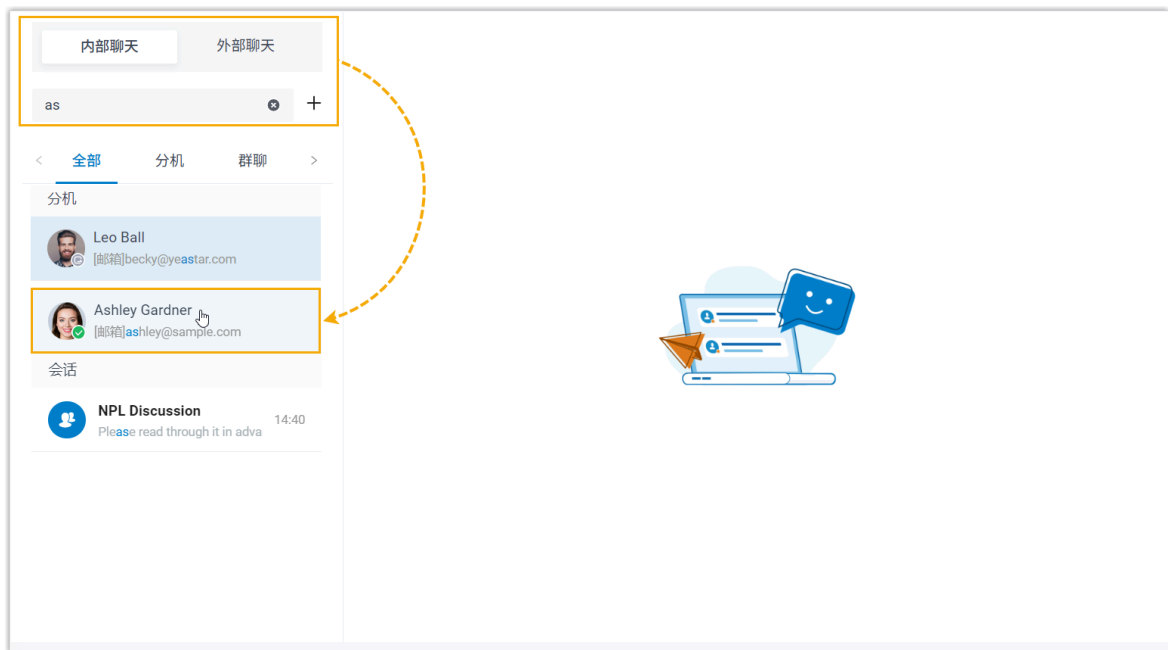 内部聊天 外部聊天
as
全部 分机 群聊
分机
Leo Ball
[邮箱]becky@yeastar.com
Ashley Gardner
[邮箱]ashley@sample.com
会话
NPL Discussion 14:40
Please read through it in adva